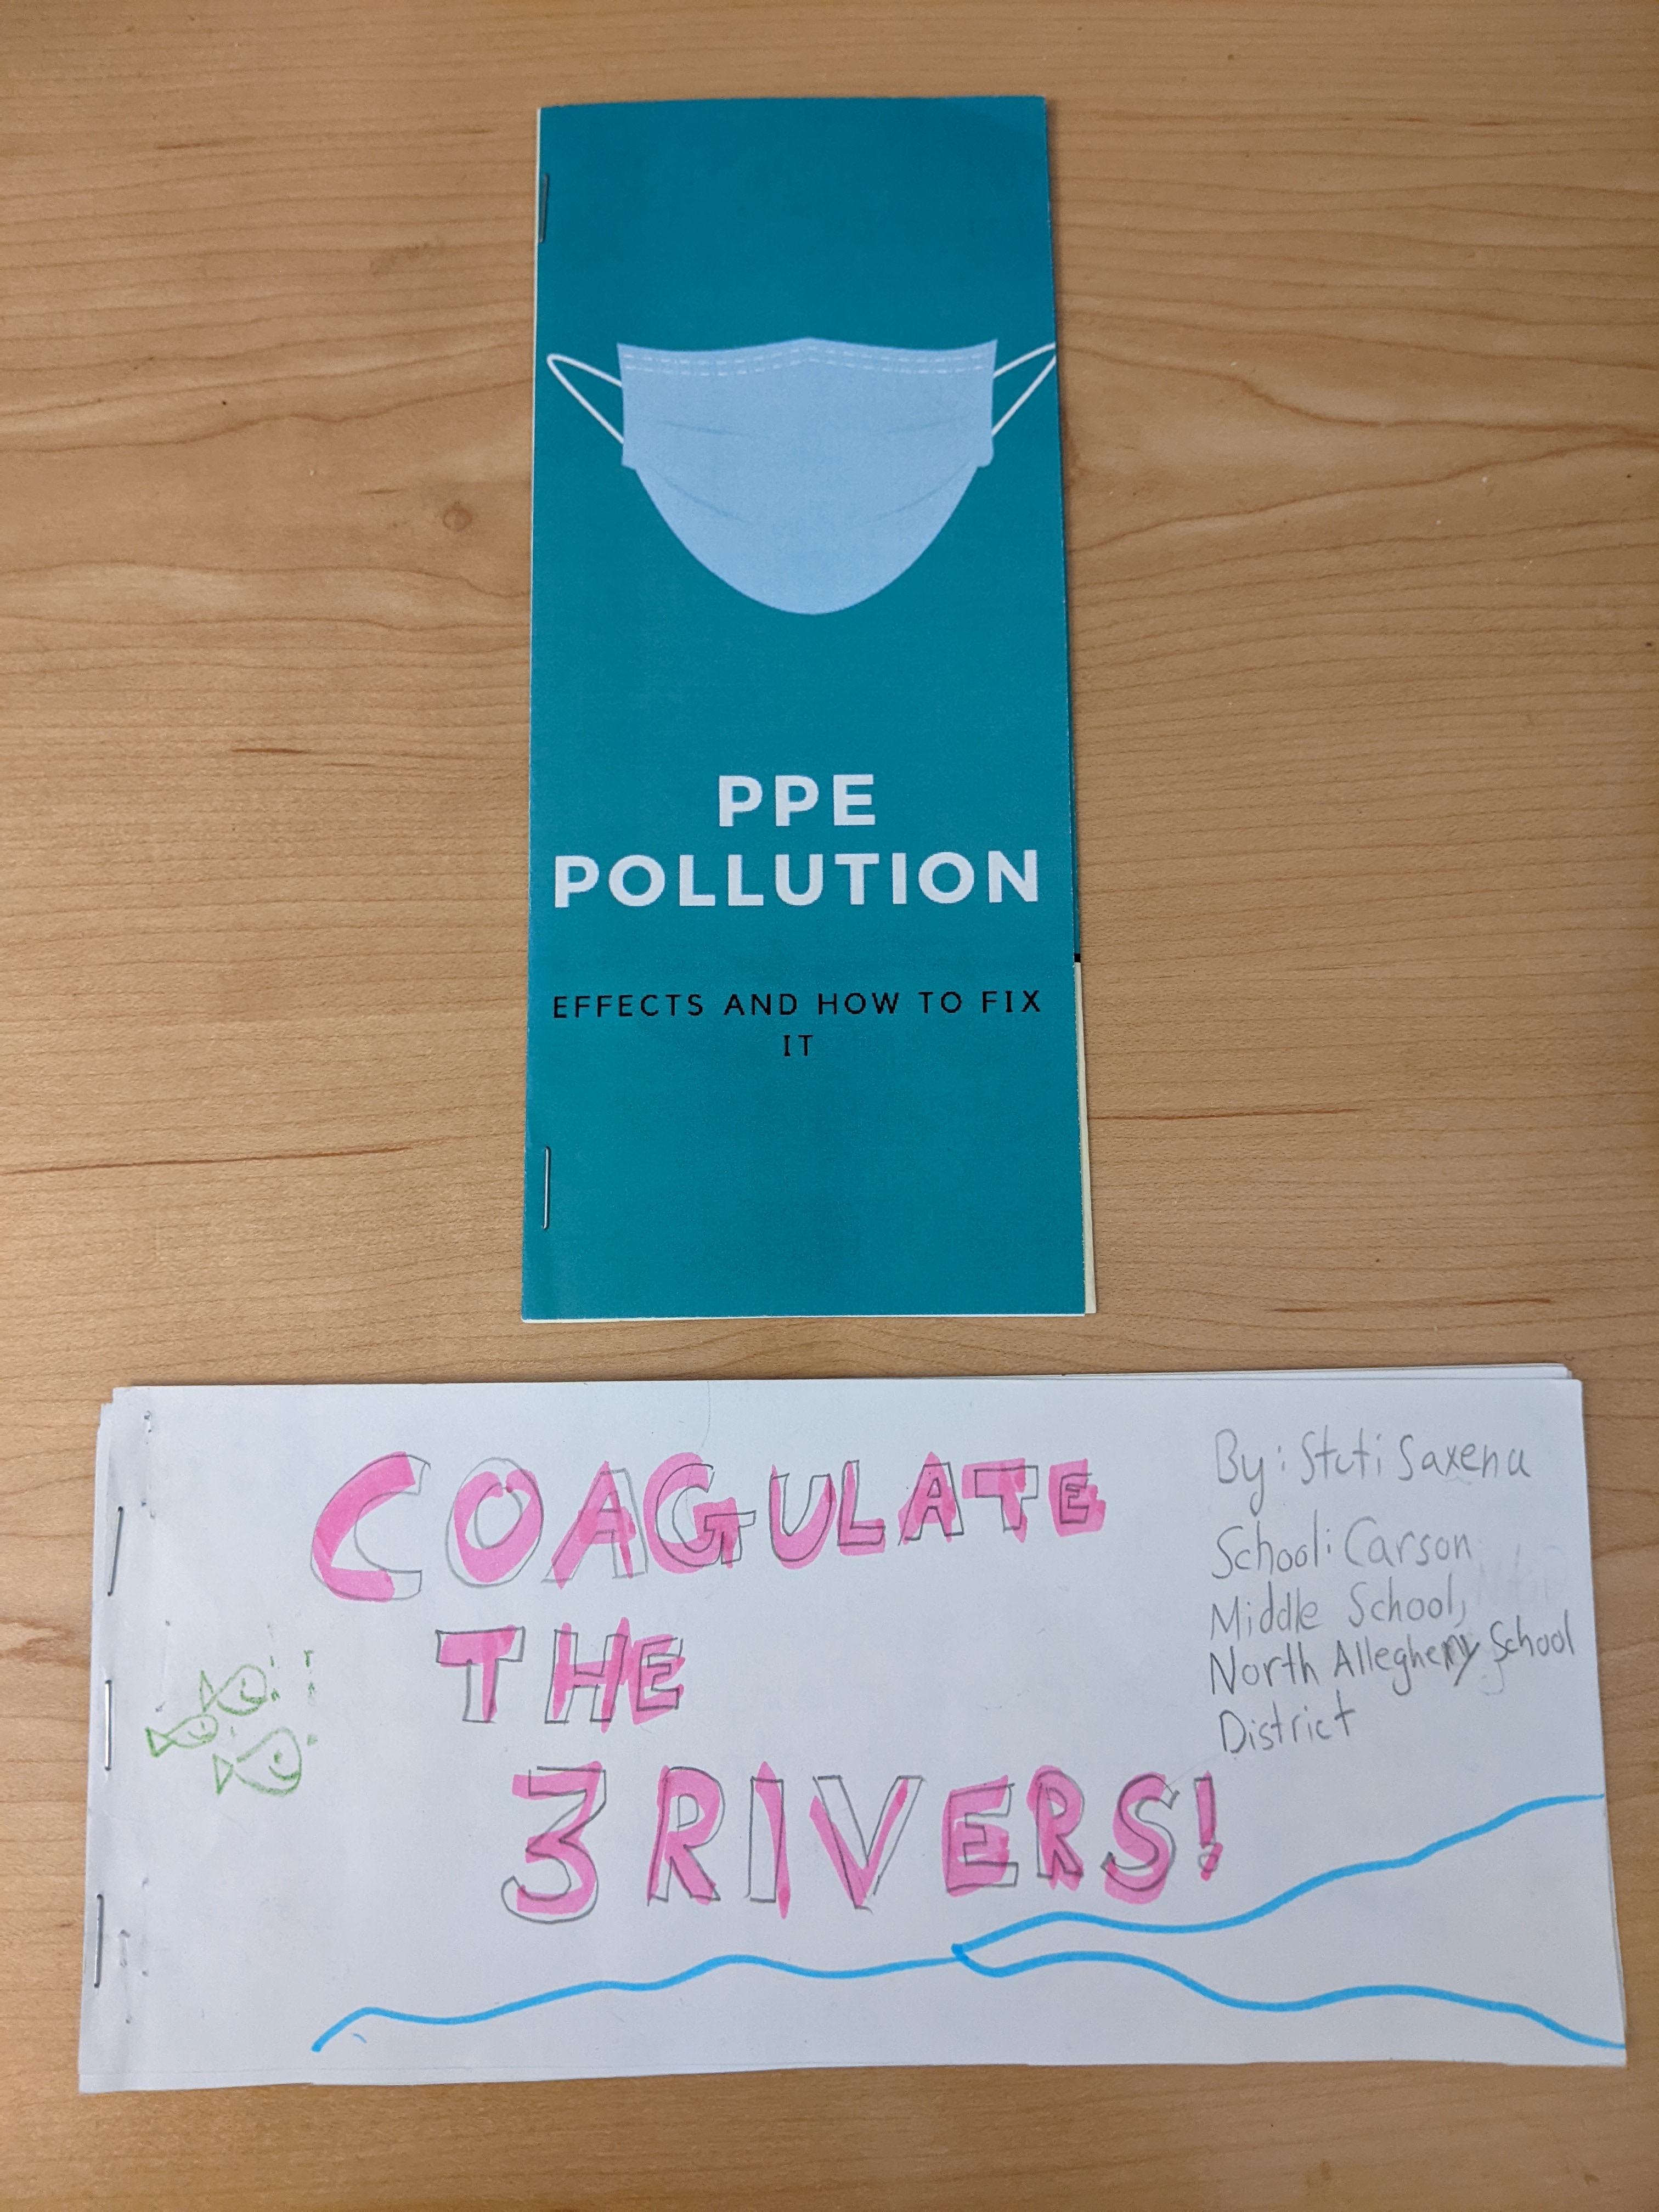 PPE
POLLUTION
EFFECTS AND HOW TO FIX
IT
COAGULATE
THE
3 RIVERS!
By: Stuti Saxena
School: Carson
Middle School,
North Allegheny School
District